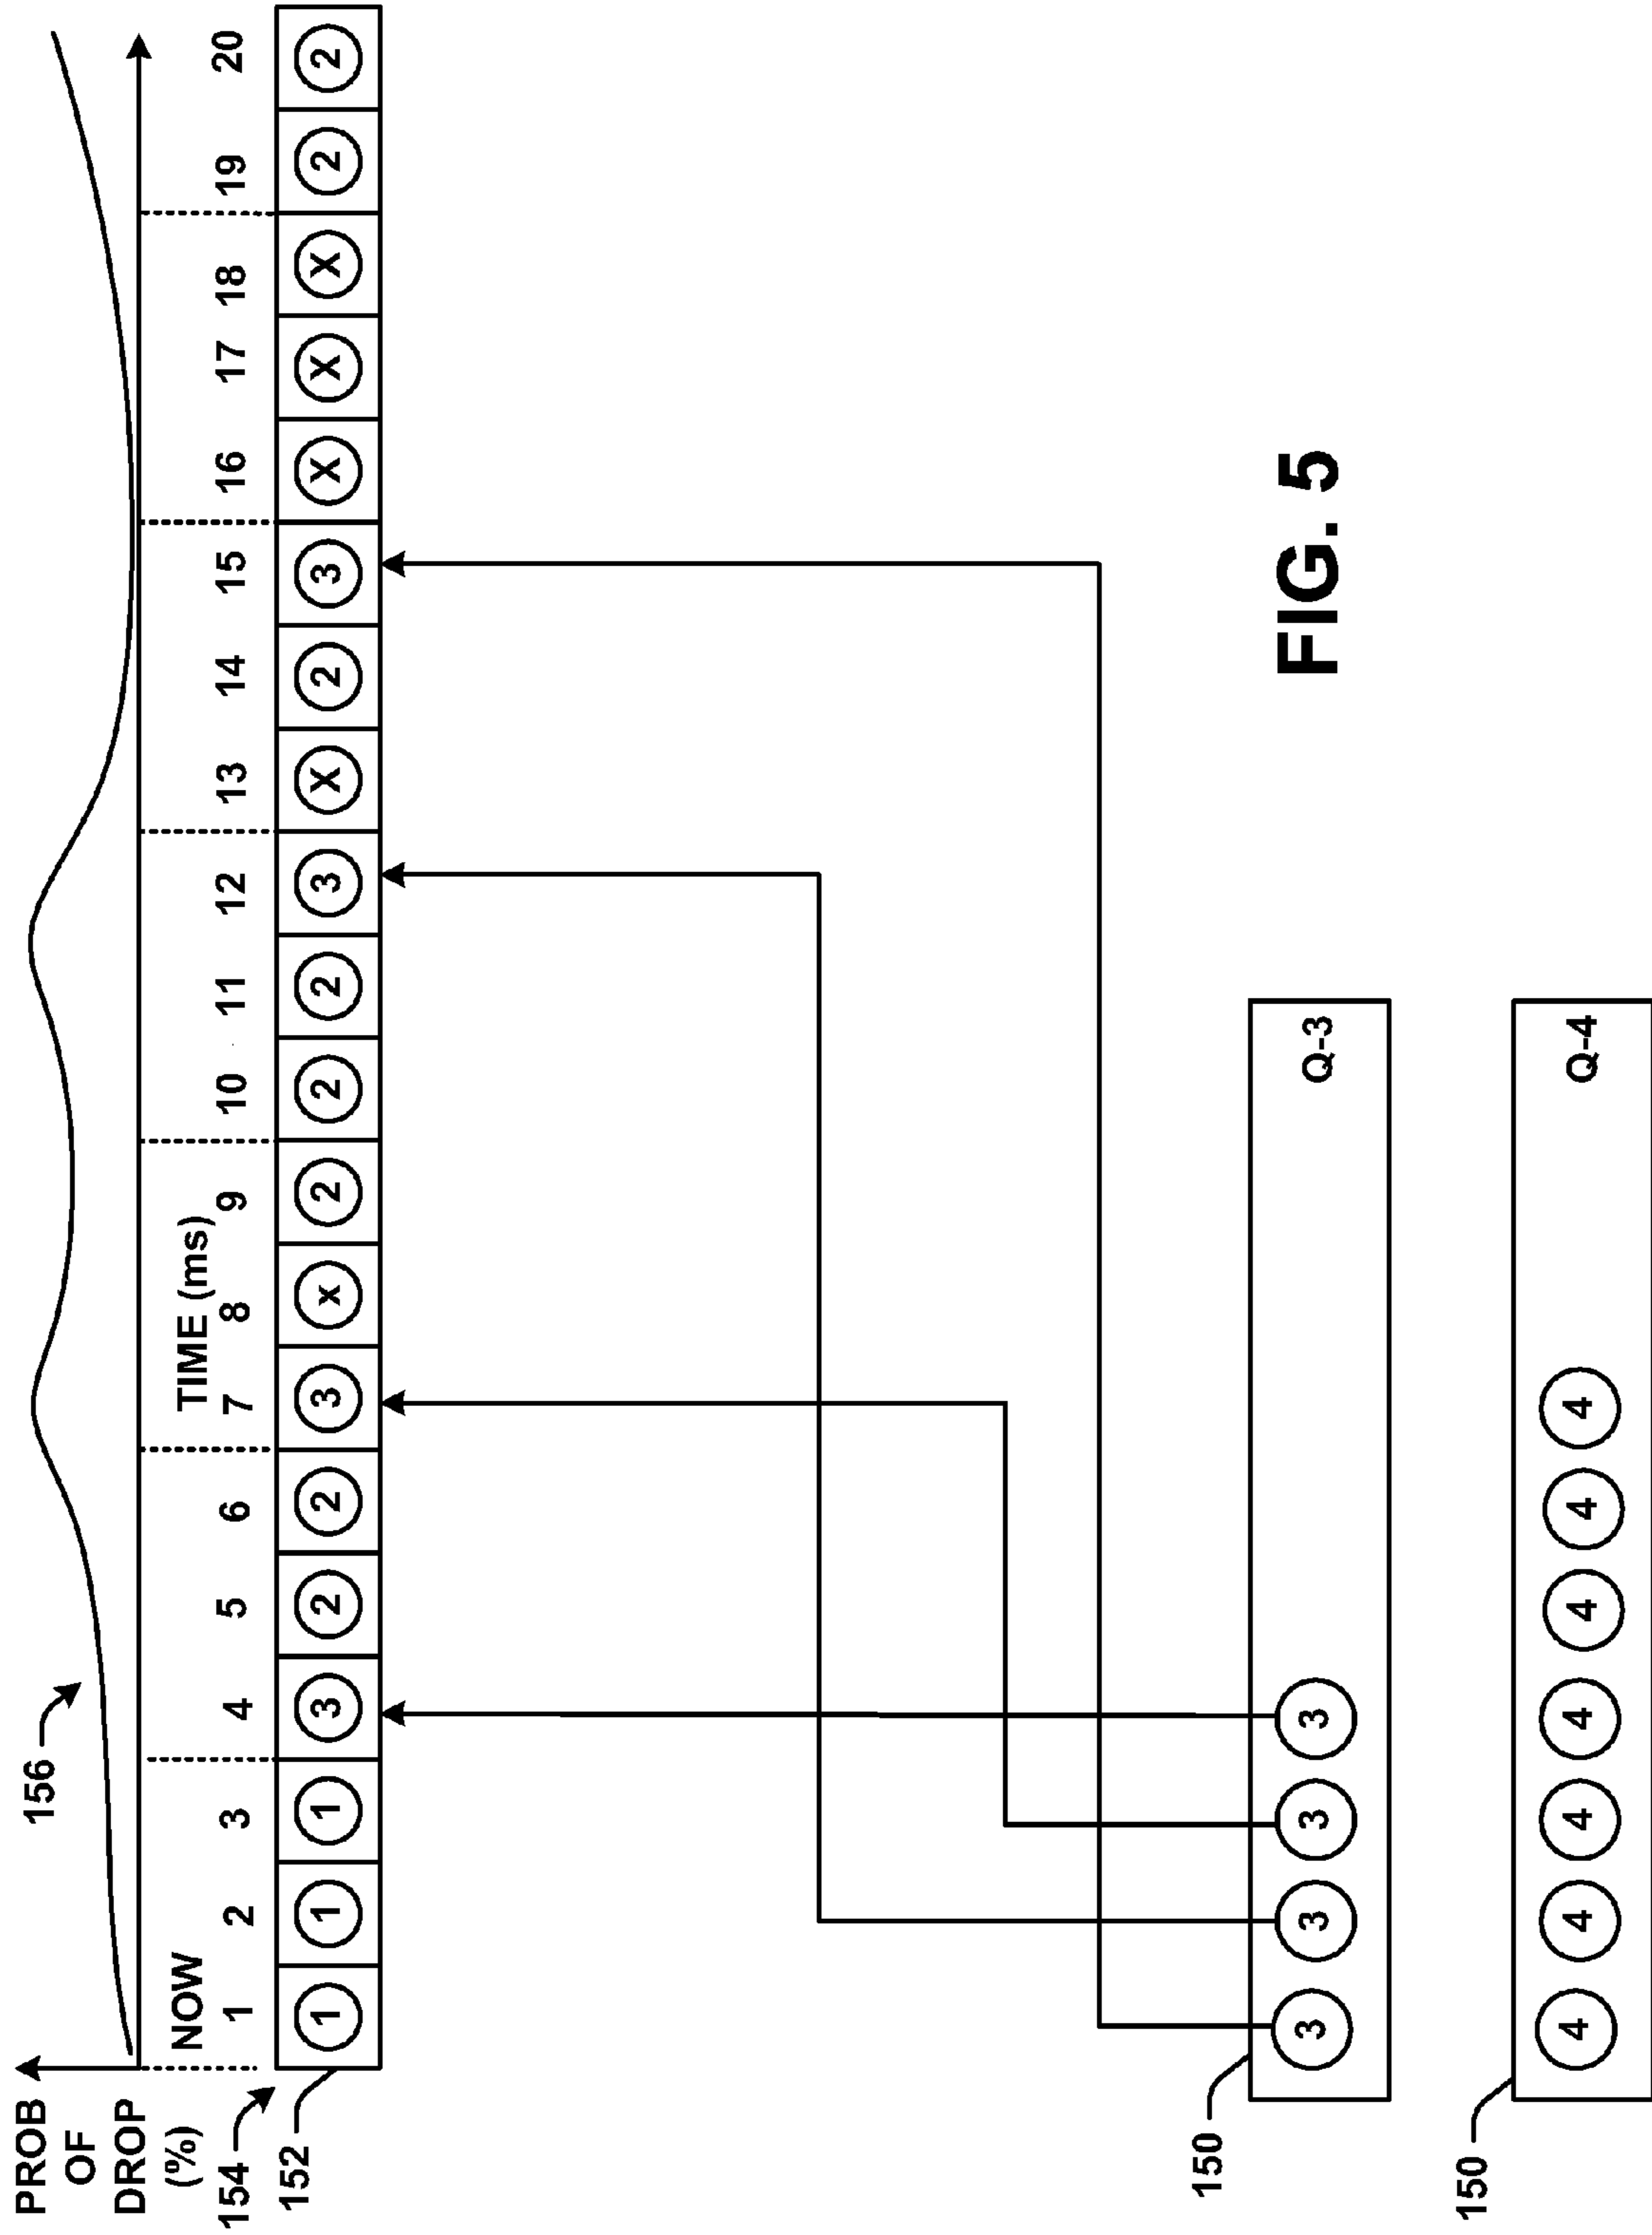 PROB
OF
DROP
(%)
156
NOW
TIME (ms)
154
1 2 3 4 5 6 7 8 9 10 11 12 13 14 15 16 17 18 19 20
152
1 1 1 3 2 2 3 x 2 2 2 3 X 2 3 X X X 2 2
150
3 3 3 3 Q-3
150
4 4 4 4 4 4 4 Q-4
FIG. 5